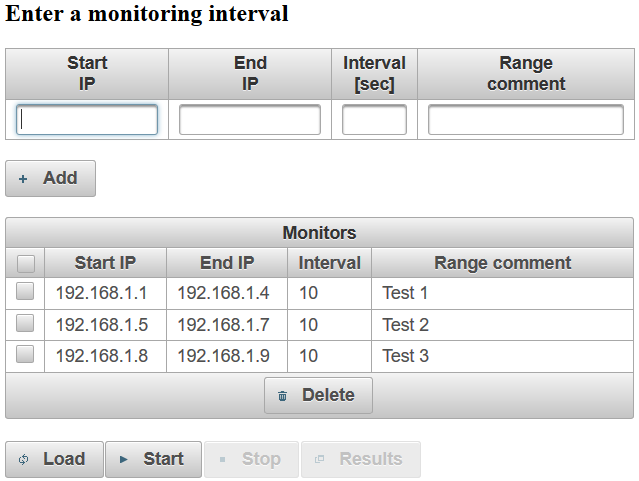 Enter a monitoring interval
Start IP End IP Interval [sec] Range comment
+ Add
Monitors
Start IP End IP Interval Range comment
192.168.1.1 192.168.1.4 10 Test 1
192.168.1.5 192.168.1.7 10 Test 2
192.168.1.8 192.168.1.9 10 Test 3
Delete
Load Start Stop Results